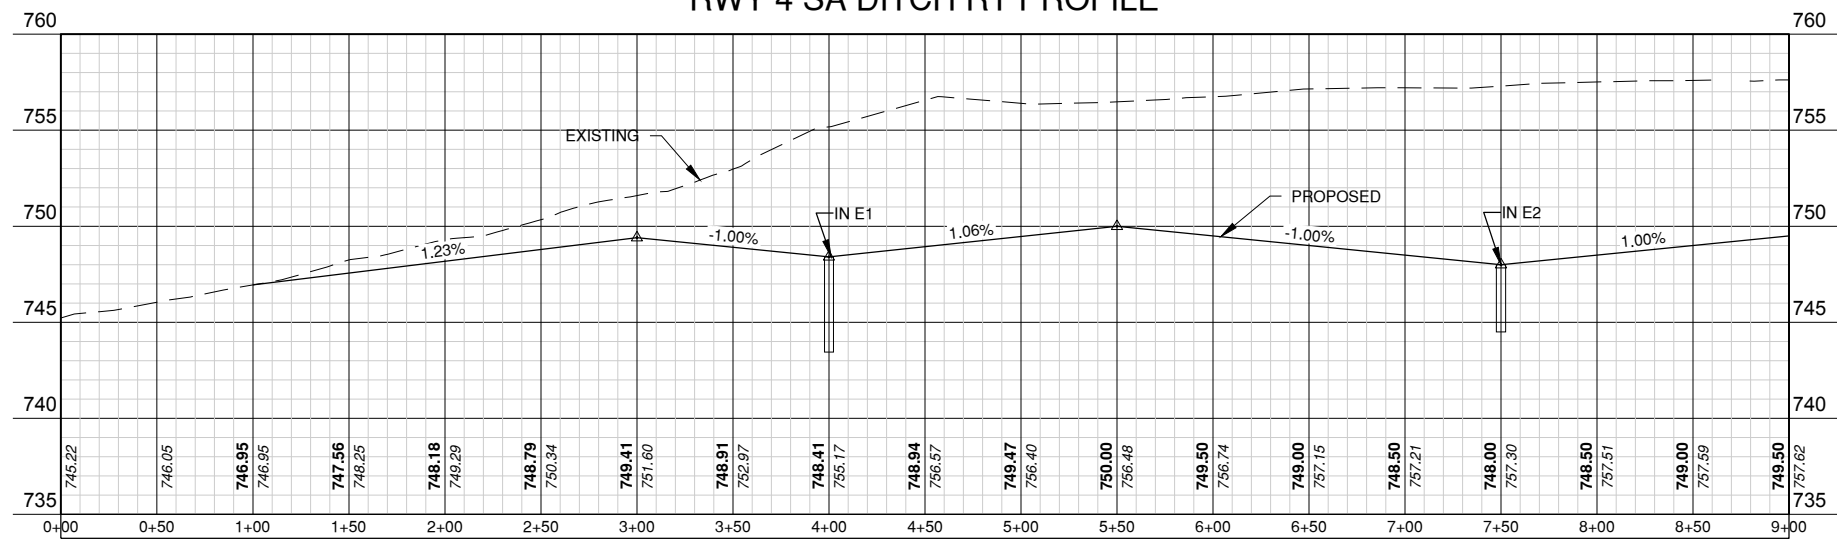 RWY 4 SA DITCH RT PROFILE
760 760
755 755
EXISTING
PROPOSED
750 750
IN E1 IN E2
1.23% -1.00% 1.06% -1.00% 1.00%
745 745
740 740
745.22 746.05 746.95 746.95 747.56 748.25 748.18 749.29 748.79 750.34 749.41 751.60 748.91 752.97 748.41 755.17 748.94 756.57 749.47 756.40 750.00 756.48 749.50 756.74 749.00 757.15 748.50 757.21 748.00 757.30 748.50 757.51 749.00 757.59 749.50 757.62
735 735
0+00 0+50 1+00 1+50 2+00 2+50 3+00 3+50 4+00 4+50 5+00 5+50 6+00 6+50 7+00 7+50 8+00 8+50 9+00